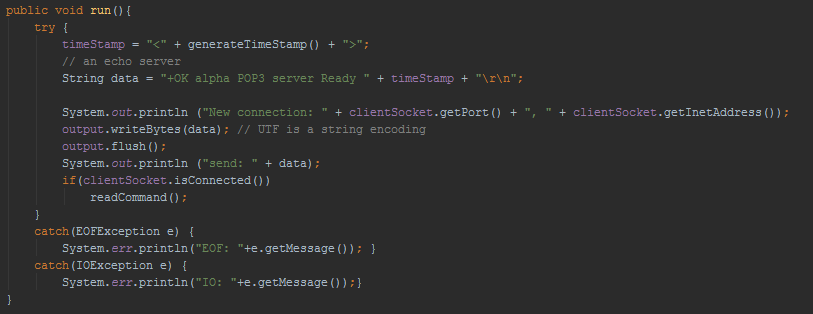 public void run(){
    try {
        timeStamp = "<" + generateTimeStamp() + ">";
        // an echo server
        String data = "+OK alpha POP3 server Ready " + timeStamp + "\r\n";

        System.out.println ("New connection: " + clientSocket.getPort() + ", " + clientSocket.getInetAddress());
        output.writeBytes(data); // UTF is a string encoding
        output.flush();
        System.out.println ("send: " + data);
        if(clientSocket.isConnected())
            readCommand();
    }
    catch(EOFException e) {
        System.err.println("EOF: "+e.getMessage()); }
    catch(IOException e) {
        System.err.println("IO: "+e.getMessage());}
}